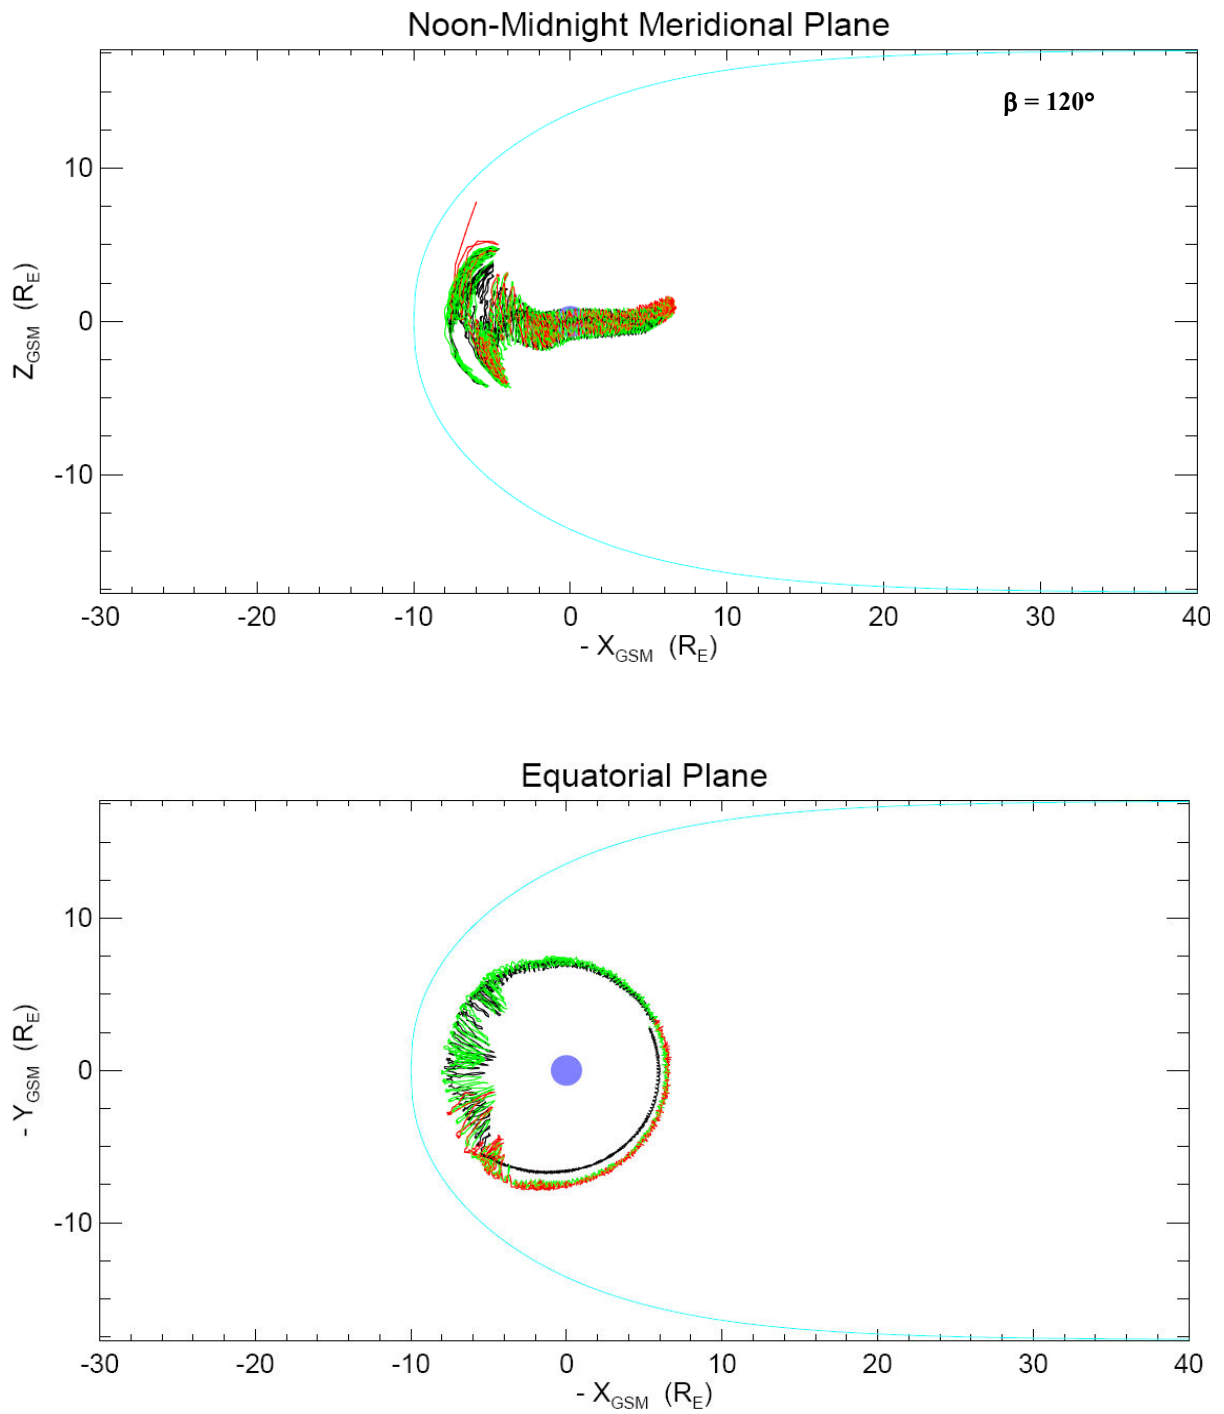 Noon-Midnight Meridional Plane
β = 120°
10
0
-10
Z_GSM (R_E)
-30 -20 -10 0 10 20 30 40
- X_GSM (R_E)
Equatorial Plane
10
0
-10
- Y_GSM (R_E)
-30 -20 -10 0 10 20 30 40
- X_GSM (R_E)